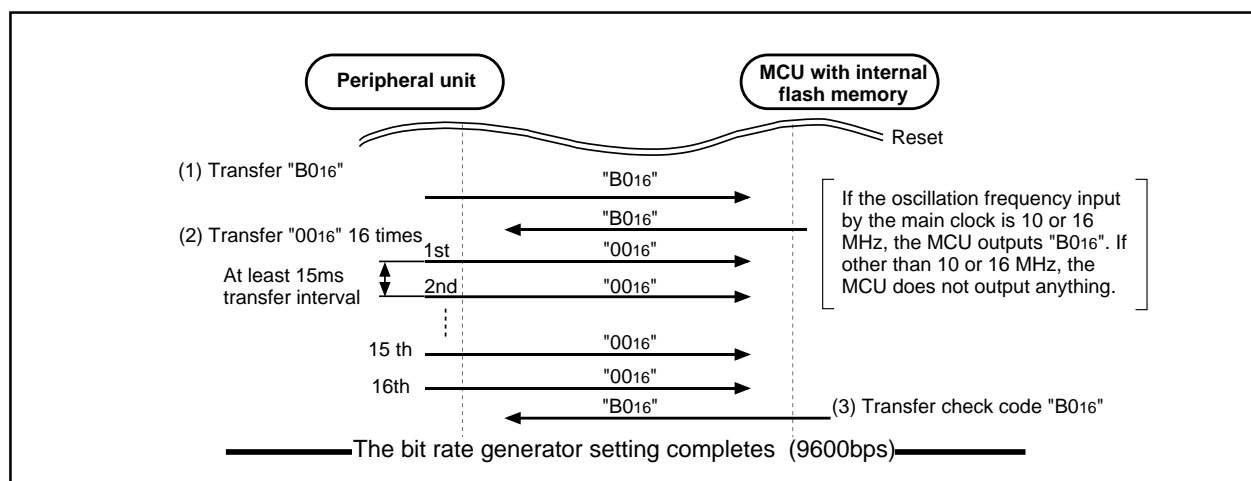 Peripheral unit
MCU with internal
flash memory
Reset
(1) Transfer "B016"
"B016"
"B016"
If the oscillation frequency input
by the main clock is 10 or 16
MHz, the MCU outputs "B016". If
other than 10 or 16 MHz, the
MCU does not output anything.
(2) Transfer "0016" 16 times
1st
"0016"
At least 15ms
transfer interval
2nd
"0016"
15 th
"0016"
16th
"0016"
"B016"
(3) Transfer check code "B016"
The bit rate generator setting completes (9600bps)